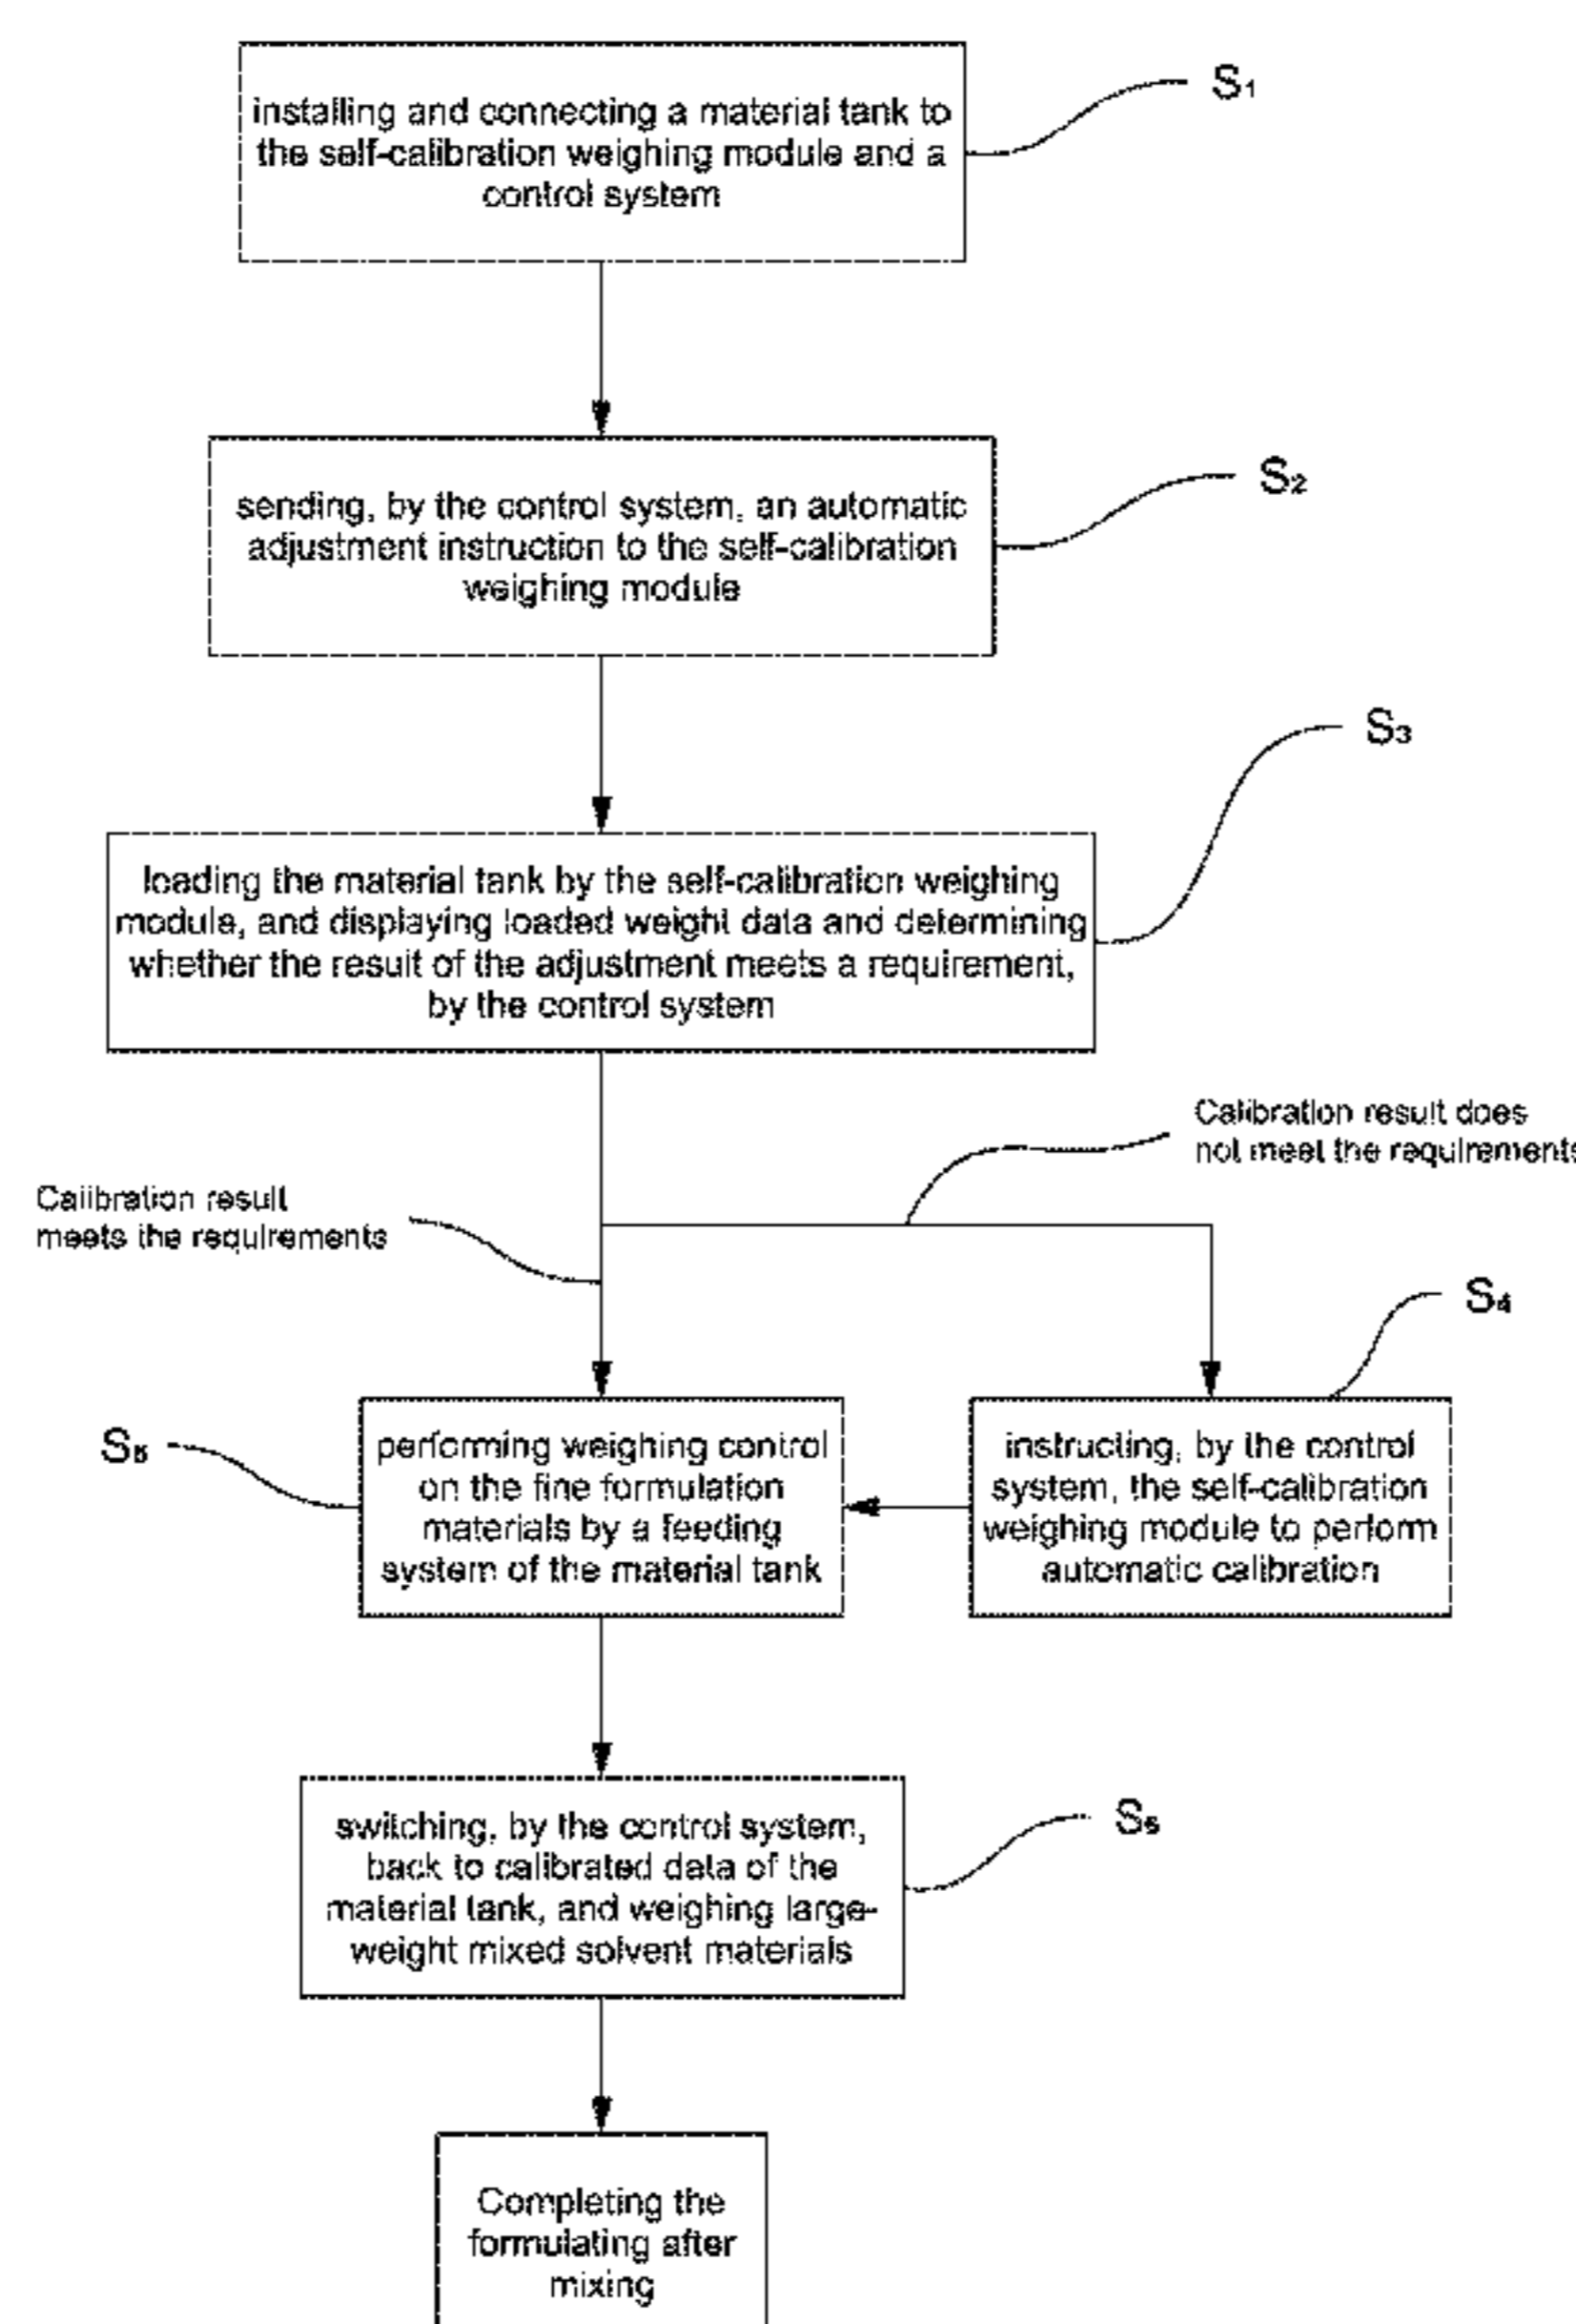 installing and connecting a material tank to
the self-calibration weighing module and a
control system
S1
sending, by the control system, an automatic
adjustment instruction to the self-calibration
weighing module
S2
S3
loading the material tank by the self-calibration weighing
module, and displaying loaded weight data and determining
whether the result of the adjustment meets a requirement,
by the control system
Calibration result does
not meet the requirements
Calibration result
meets the requirements
S4
S5
performing weighing control
on the fine formulation
materials by a feeding
system of the material tank
instructing, by the control
system, the self-calibration
weighing module to perform
automatic calibration
switching, by the control system,
back to calibrated data of the
material tank, and weighing large-
weight mixed solvent materials
S
Completing the
formulating after
mixing